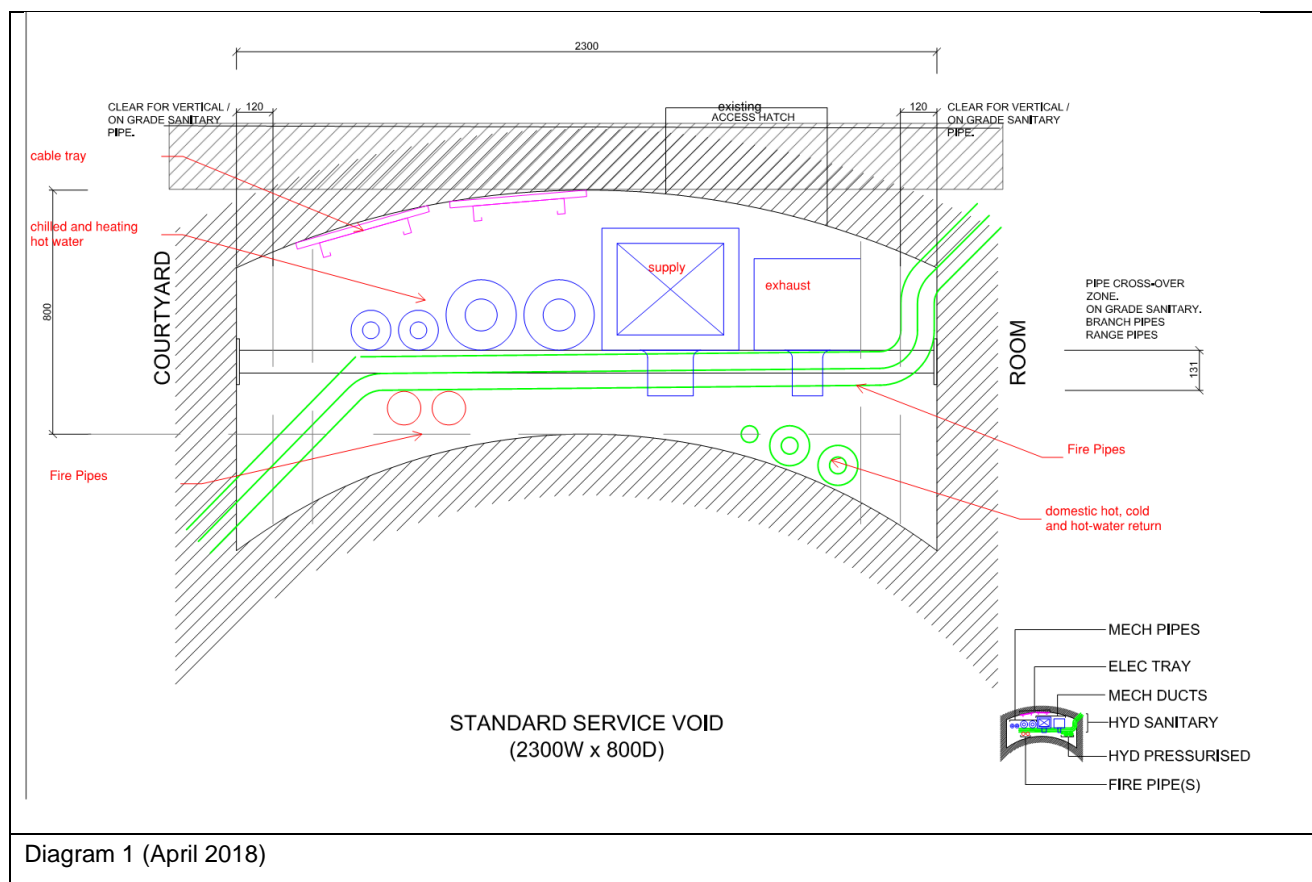 2300
CLEAR FOR VERTICAL /
ON GRADE SANITARY
PIPE.
120
existing
ACCESS HATCH
120
CLEAR FOR VERTICAL /
ON GRADE SANITARY
PIPE.
cable tray
chilled and heating
hot water
800
COURTYARD
supply
exhaust
ROOM
PIPE CROSS-OVER
ZONE.
ON GRADE SANITARY.
BRANCH PIPES
RANGE PIPES
131
Fire Pipes
Fire Pipes
domestic hot, cold
and hot-water return
STANDARD SERVICE VOID
(2300W x 800D)
MECH PIPES
ELEC TRAY
MECH DUCTS
HYD SANITARY
HYD PRESSURISED
FIRE PIPE(S)
Diagram 1 (April 2018)